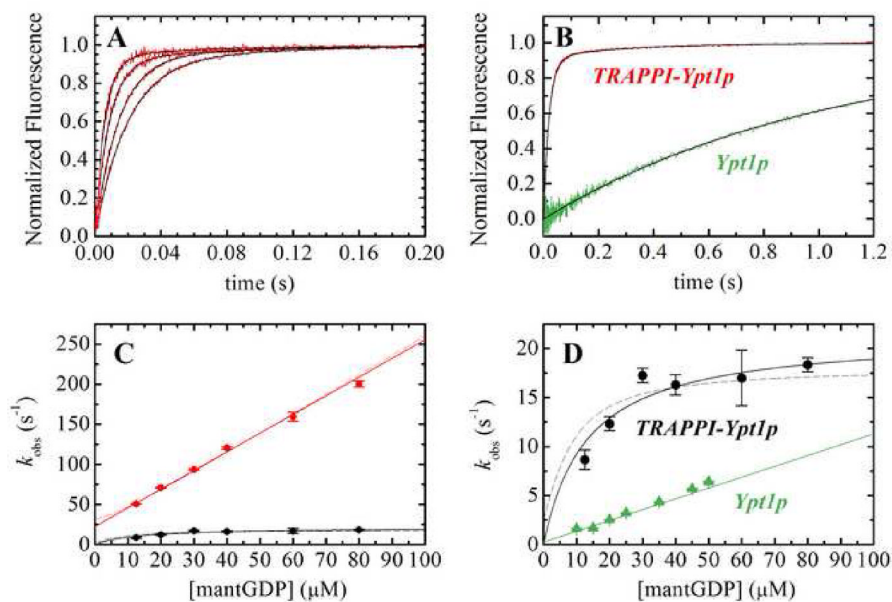 A
Normalized Fluorescence
1.0
0.8
0.6
0.4
0.2
0.0
0.00 0.04 0.08 0.12 0.16 0.20
time (s)
B
Normalized Fluorescence
1.0
0.8
0.6
0.4
0.2
0.0
TRAPPI-Ypt1p
Ypt1p
0.0 0.2 0.4 0.6 0.8 1.0 1.2
time (s)
C
k_obs (s⁻¹)
250
200
150
100
50
0
0 10 20 30 40 50 60 70 80 90 100
[mantGDP] (μM)
D
k_obs (s⁻¹)
20
15
10
5
0
TRAPPI-Ypt1p
Ypt1p
0 10 20 30 40 50 60 70 80 90 100
[mantGDP] (μM)